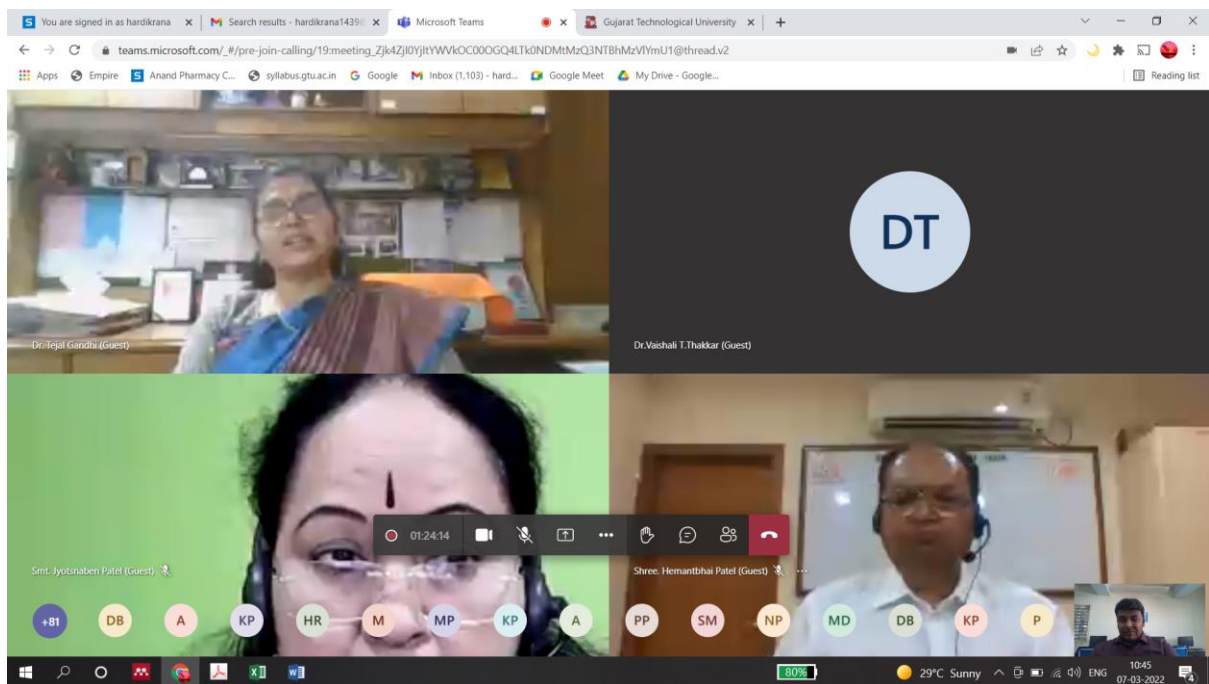 You are signed in as hardikrana
Search results - hardikrana1439
Microsoft Teams
Gujarat Technological University
teams.microsoft.com/_#/pre-join-calling/19:meeting_
Apps
Empire
Anand Pharmacy C...
syllabus.gtu.ac.in
Google
Inbox (1,103) - hard...
Google Meet
My Drive - Google...
Reading list
DT
Dr. Tejal Gandhi (Guest)
Dr.Vaishali T.Thakkar (Guest)
01:24:14
Smt. Jyotsnaben Patel (Guest)
Shree. Hemantbhai Patel (Guest)
+81
DB
A
KP
HR
M
MP
KP
A
PP
SM
NP
MD
DB
KP
P
80%
29°C Sunny
ENG
10:45
07-03-2022
4